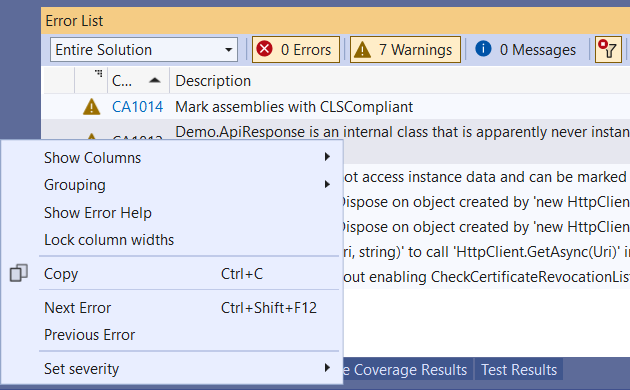 Error List
Entire Solution 0 Errors 7 Warnings 0 Messages
C... Description
CA1014 Mark assemblies with CLSCompliant
Demo.ApiResponse is an internal class that is apparently never instan
Show Columns
ot access instance data and can be marked
Grouping
Dispose on object created by 'new HttpClien
Show Error Help
Dispose on object created by 'new HttpClien
Lock column widths
ri, string)' to call 'HttpClient.GetAsync(Uri)' in
Copy Ctrl+C
out enabling CheckCertificateRevocationList
Next Error Ctrl+Shift+F12
Previous Error
Set severity
e Coverage Results Test Results